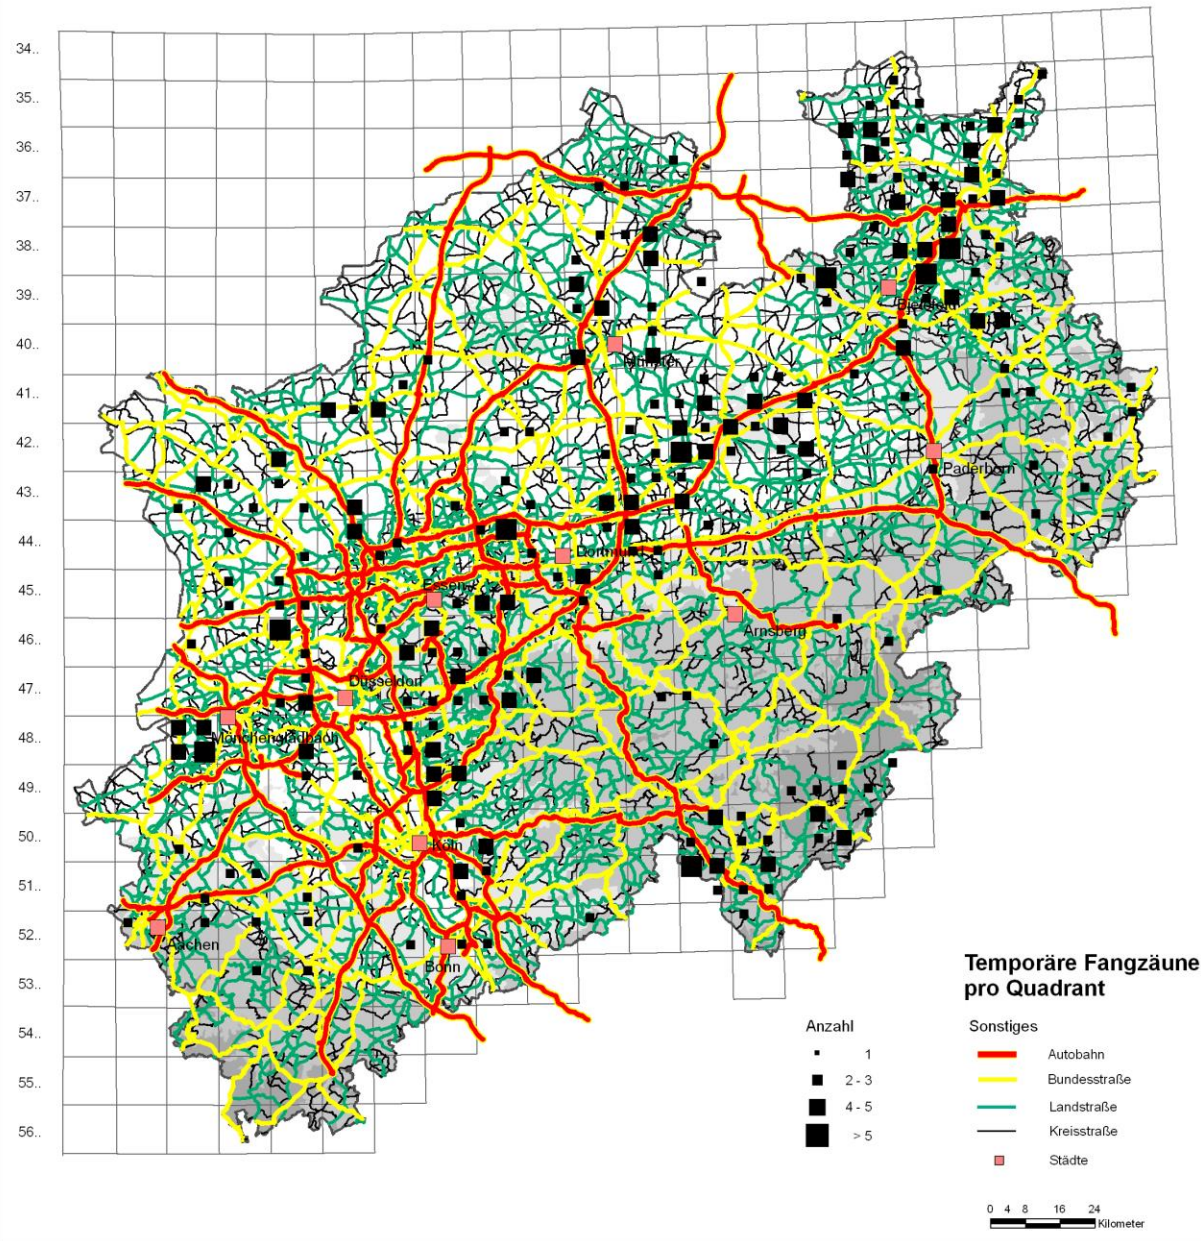 34..
35..
36..
37..
38..
39..
40..
41..
42..
43..
44..
45..
46..
47..
48..
49..
50..
51..
52..
53..
54..
55..
56..
Bielefeld
Münster
Paderborn
Dortmund
Essen
Arnsberg
Düsseldorf
Mönchengladbach
Köln
Aachen
Bonn
Temporäre Fangzäune
pro Quadrant
Anzahl
1
2 - 3
4 - 5
> 5
Sonstiges
Autobahn
Bundesstraße
Landstraße
Kreisstraße
Städte
0 4 8 16 24
Kilometer